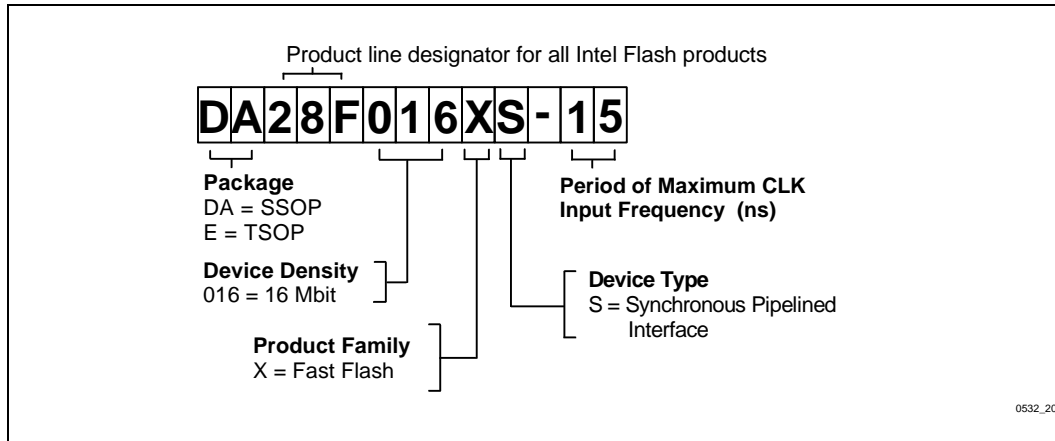 Product line designator for all Intel Flash products
DA28F016XS-15
Package
DA = SSOP
E = TSOP
Period of Maximum CLK
Input Frequency (ns)
Device Density
016 = 16 Mbit
Device Type
S = Synchronous Pipelined
Interface
Product Family
X = Fast Flash
0532_20